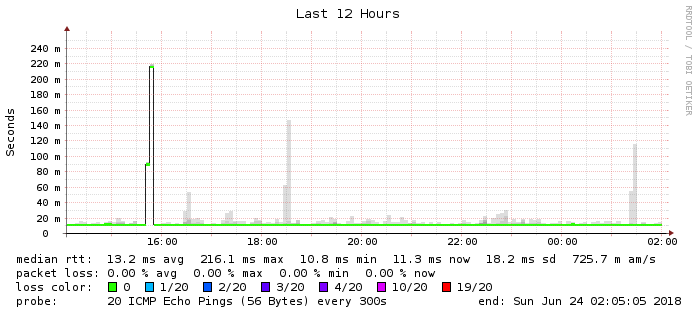 Last 12 Hours
RRDTOOL / TOBI OETIKER
Seconds
240 m
220 m
200 m
180 m
160 m
140 m
120 m
100 m
80 m
60 m
40 m
20 m
0
16:00 18:00 20:00 22:00 00:00 02:00
median rtt: 13.2 ms avg 216.1 ms max 10.8 ms min 11.3 ms now 18.2 ms sd 725.7 m am/s
packet loss: 0.00 % avg 0.00 % max 0.00 % min 0.00 % now
loss color: 0 1/20 2/20 3/20 4/20 10/20 19/20
probe: 20 ICMP Echo Pings (56 Bytes) every 300s end: Sun Jun 24 02:05:05 2018